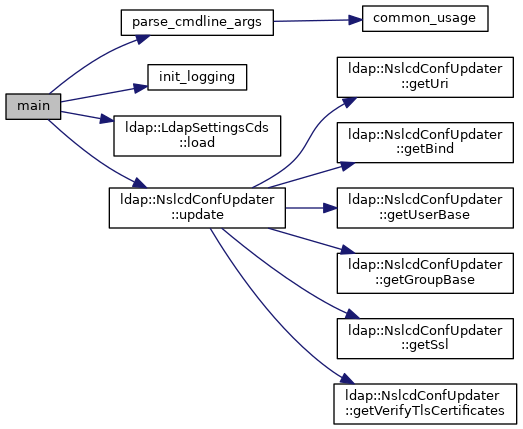 parse_cmdline_args
common_usage
init_logging
main
ldap::LdapSettingsCds
::load
ldap::NslcdConfUpdater
::update
ldap::NslcdConfUpdater
::getUri
ldap::NslcdConfUpdater
::getBind
ldap::NslcdConfUpdater
::getUserBase
ldap::NslcdConfUpdater
::getGroupBase
ldap::NslcdConfUpdater
::getSsl
ldap::NslcdConfUpdater
::getVerifyTlsCertificates